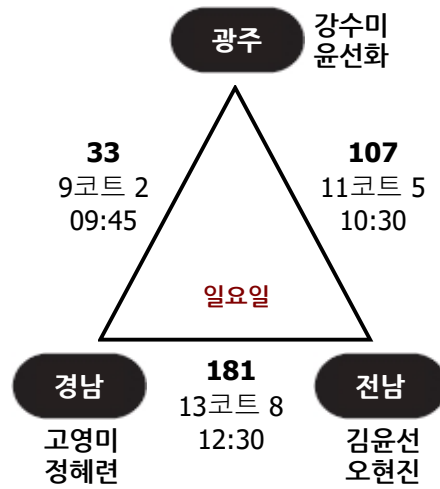 광주
강수미
윤선화
33
9코트 2
09:45
107
11코트 5
10:30
일요일
경남
고영미
정혜련
181
13코트 8
12:30
전남
김윤선
오현진